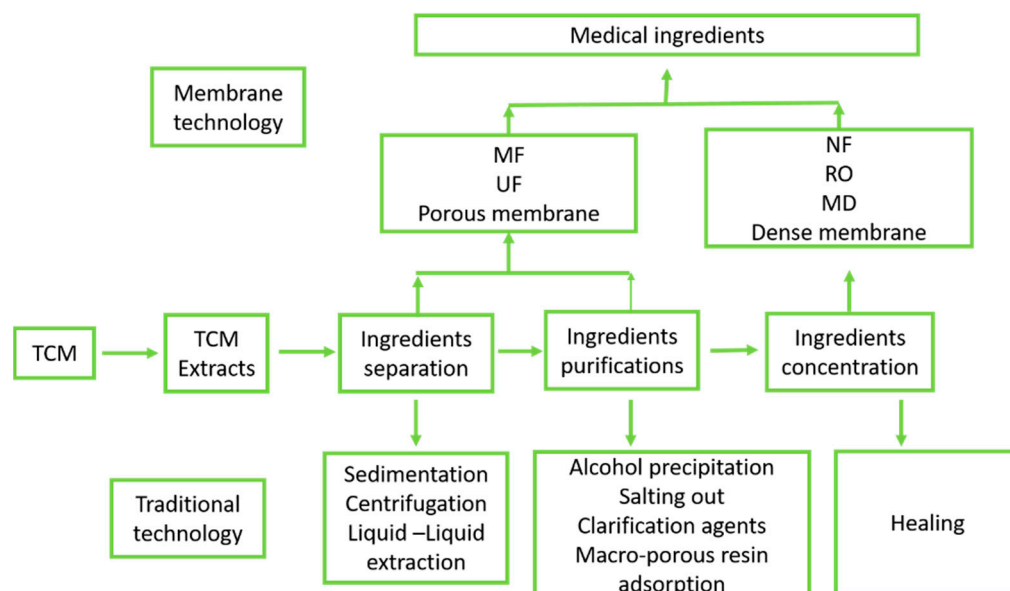 Medical ingredients
Membrane
technology
MF
UF
Porous membrane
NF
RO
MD
Dense membrane
TCM
TCM
Extracts
Ingredients
separation
Ingredients
purifications
Ingredients
concentration
Traditional
technology
Sedimentation
Centrifugation
Liquid –Liquid
extraction
Alcohol precipitation
Salting out
Clarification agents
Macro-porous resin
adsorption
Healing